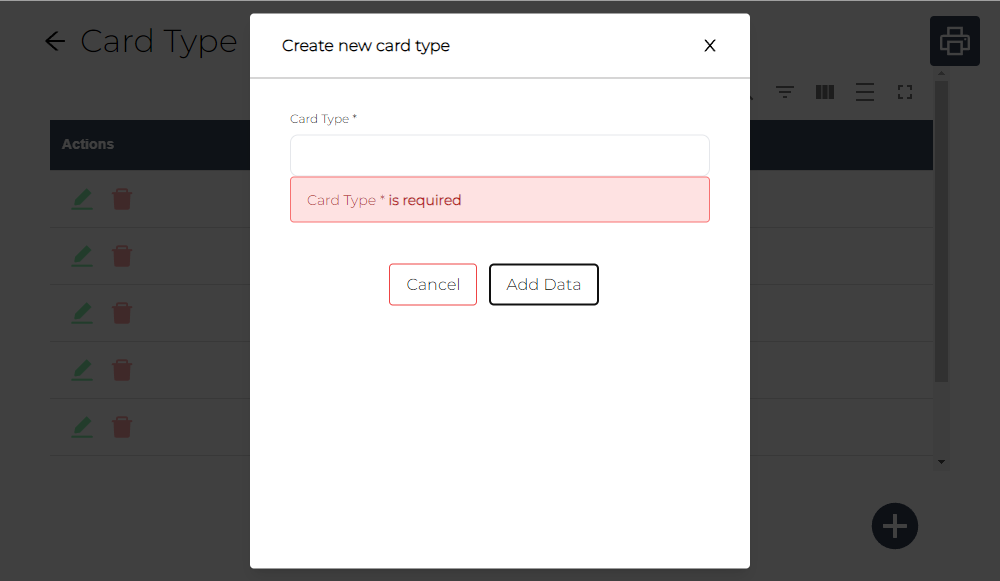 Card Type
Create new card type
X
Actions
Card Type *
Card Type * is required
Cancel
Add Data